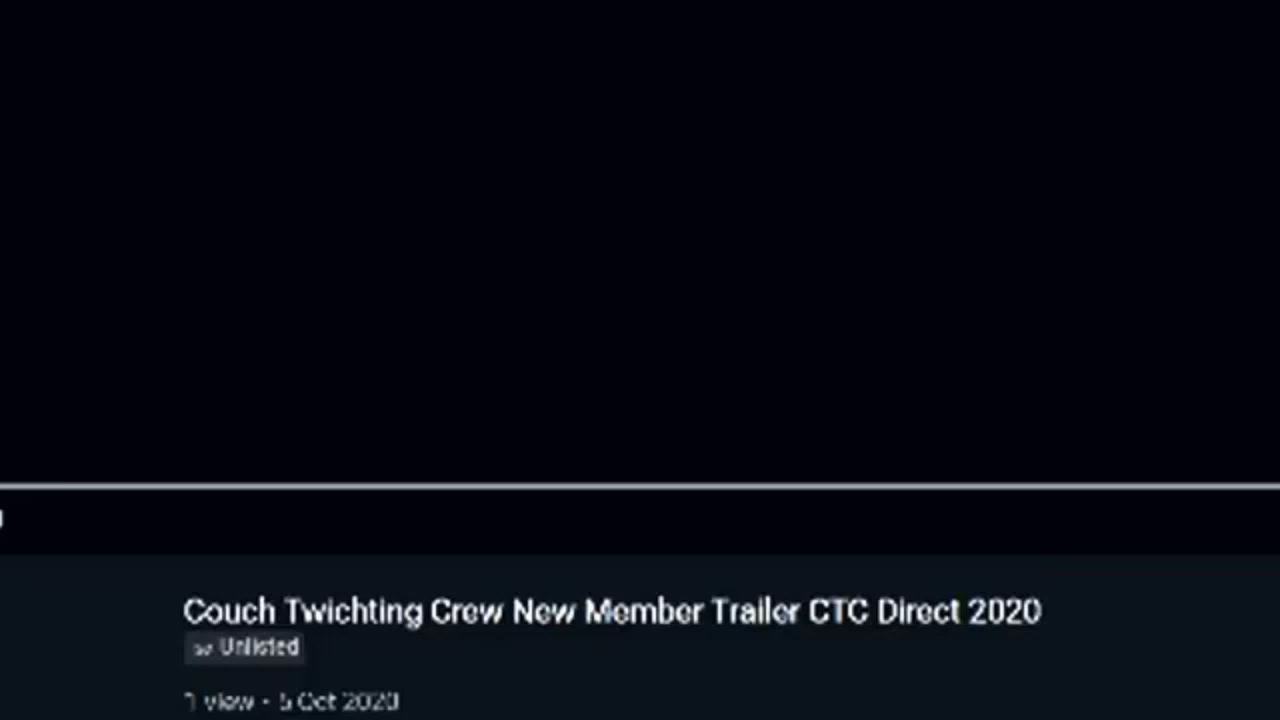 Couch Twichting Crew New Member Trailer CTC Direct 2020
Unlisted
1 view • 5 Oct 2020